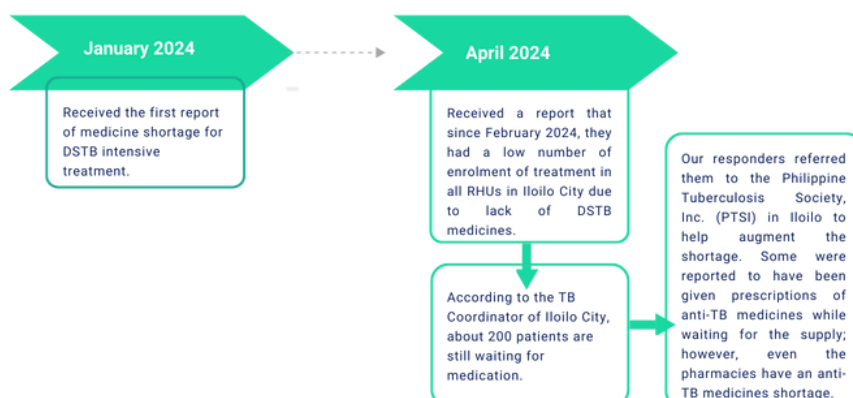 January 2024
Received the first report
of medicine shortage for
DSTB intensive
treatment.
April 2024
Received a report that
since February 2024, they
had a low number of
enrolment of treatment in
all RHUs in Iloilo City due
to lack of DSTB
medicines.
According to the TB
Coordinator of Iloilo City,
about 200 patients are
still waiting for
medication.
Our responders referred
them to the Philippine
Tuberculosis Society,
Inc. (PTSI) in Iloilo to
help augment the
shortage. Some were
reported to have been
given prescriptions of
anti-TB medicines while
waiting for the supply;
however, even the
pharmacies have an anti-
TB medicines shortage.